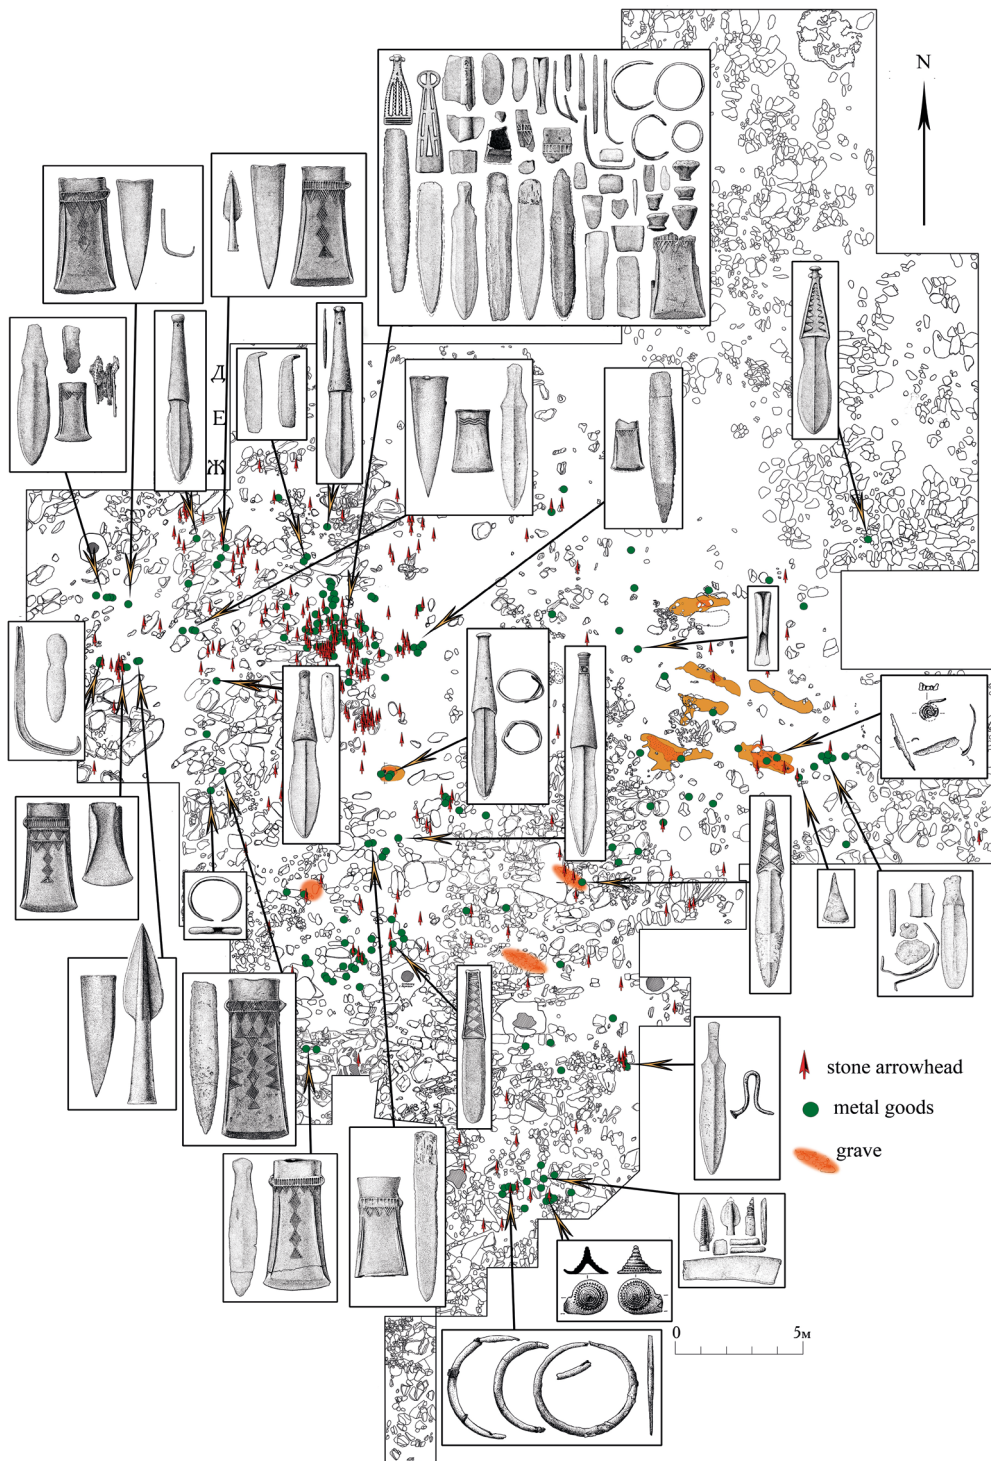 N
Д
Е
Ж
stone arrowhead
metal goods
grave
0 5м